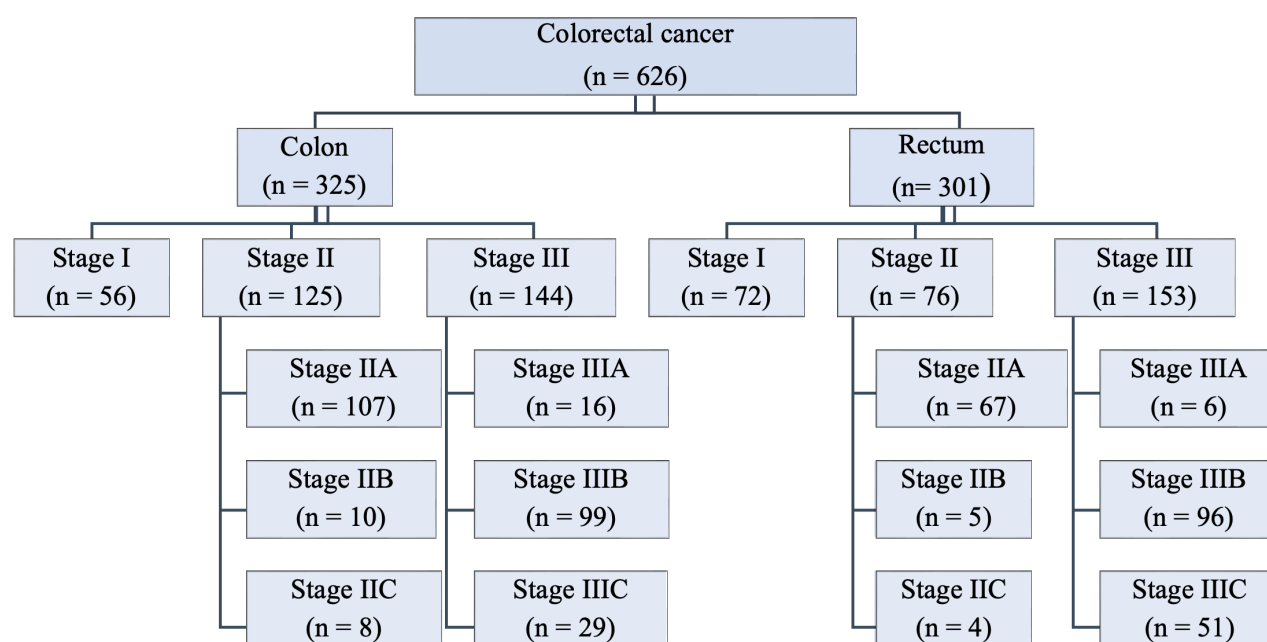 Colorectal cancer
(n = 626)
Colon
(n = 325)
Rectum
(n= 301)
Stage I
(n = 56)
Stage II
(n = 125)
Stage III
(n = 144)
Stage I
(n = 72)
Stage II
(n = 76)
Stage III
(n = 153)
Stage IIA
(n = 107)
Stage IIIA
(n = 16)
Stage IIA
(n = 67)
Stage IIIA
(n = 6)
Stage IIB
(n = 10)
Stage IIIB
(n = 99)
Stage IIB
(n = 5)
Stage IIIB
(n = 96)
Stage IIC
(n = 8)
Stage IIIC
(n = 29)
Stage IIC
(n = 4)
Stage IIIC
(n = 51)